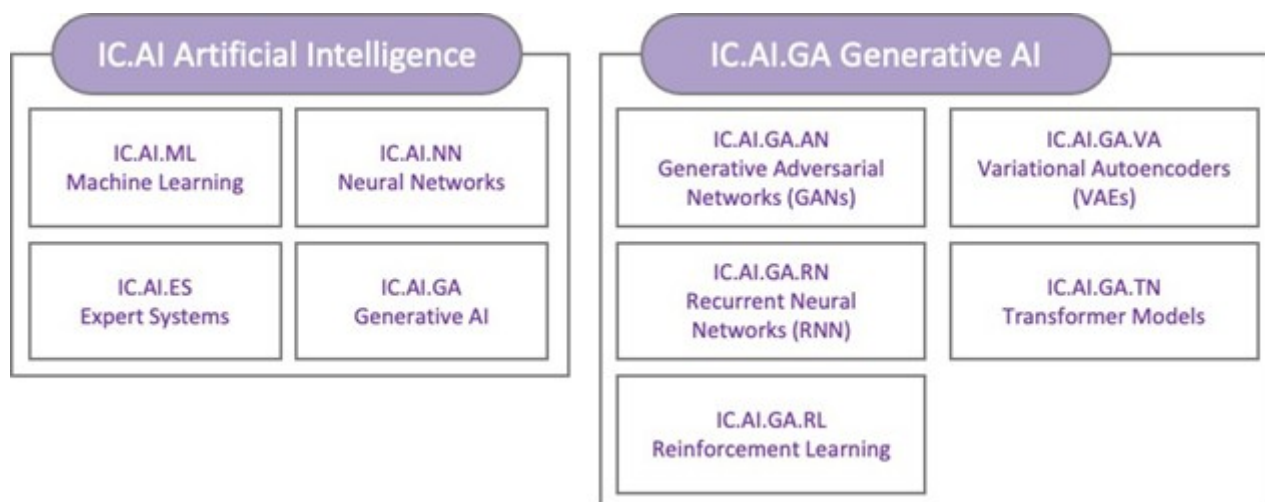 IC.AI Artificial Intelligence
IC.AI.ML
Machine Learning
IC.AI.NN
Neural Networks
IC.AI.ES
Expert Systems
IC.AI.GA
Generative AI
IC.AI.GA Generative AI
IC.AI.GA.AN
Generative Adversarial
Networks (GANs)
IC.AI.GA.VA
Variational Autoencoders
(VAEs)
IC.AI.GA.RN
Recurrent Neural
Networks (RNN)
IC.AI.GA.TN
Transformer Models
IC.AI.GA.RL
Reinforcement Learning